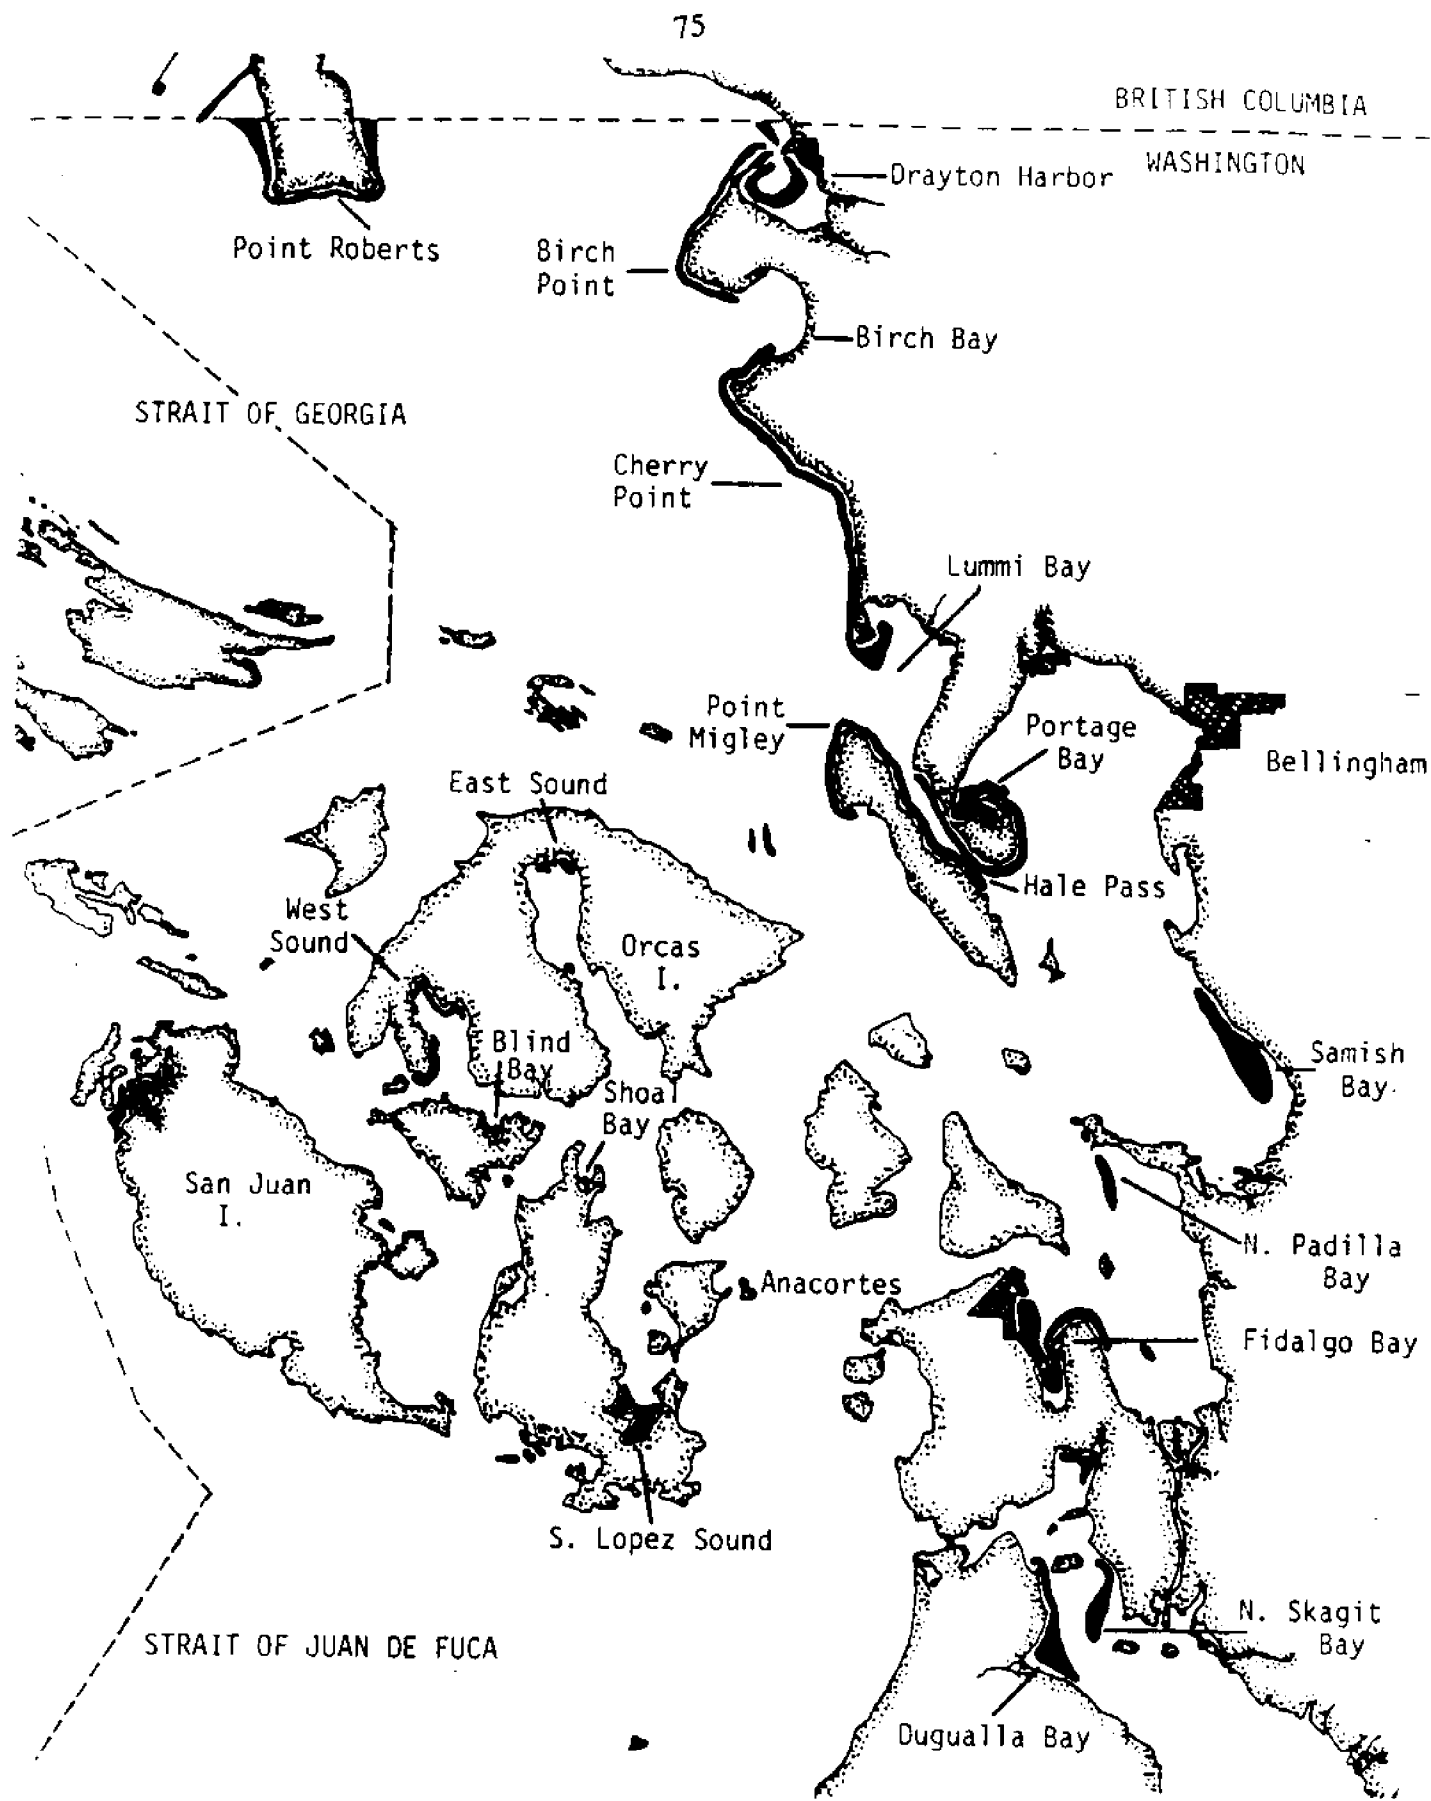 75
BRITISH COLUMBIA
WASHINGTON
Drayton Harbor
Point Roberts
Birch
Point
Birch Bay
STRAIT OF GEORGIA
Cherry
Point
Lummi Bay
Point
Migley
Portage
Bay
Bellingham
East Sound
Hale Pass
West
Sound
Orcas
I.
Blind
Bay
Shoal
Bay
Samish
Bay
San Juan
I.
N. Padilla
Bay
Anacortes
Fidalgo Bay
S. Lopez Sound
N. Skagit
Bay
STRAIT OF JUAN DE FUCA
Dugualla Bay